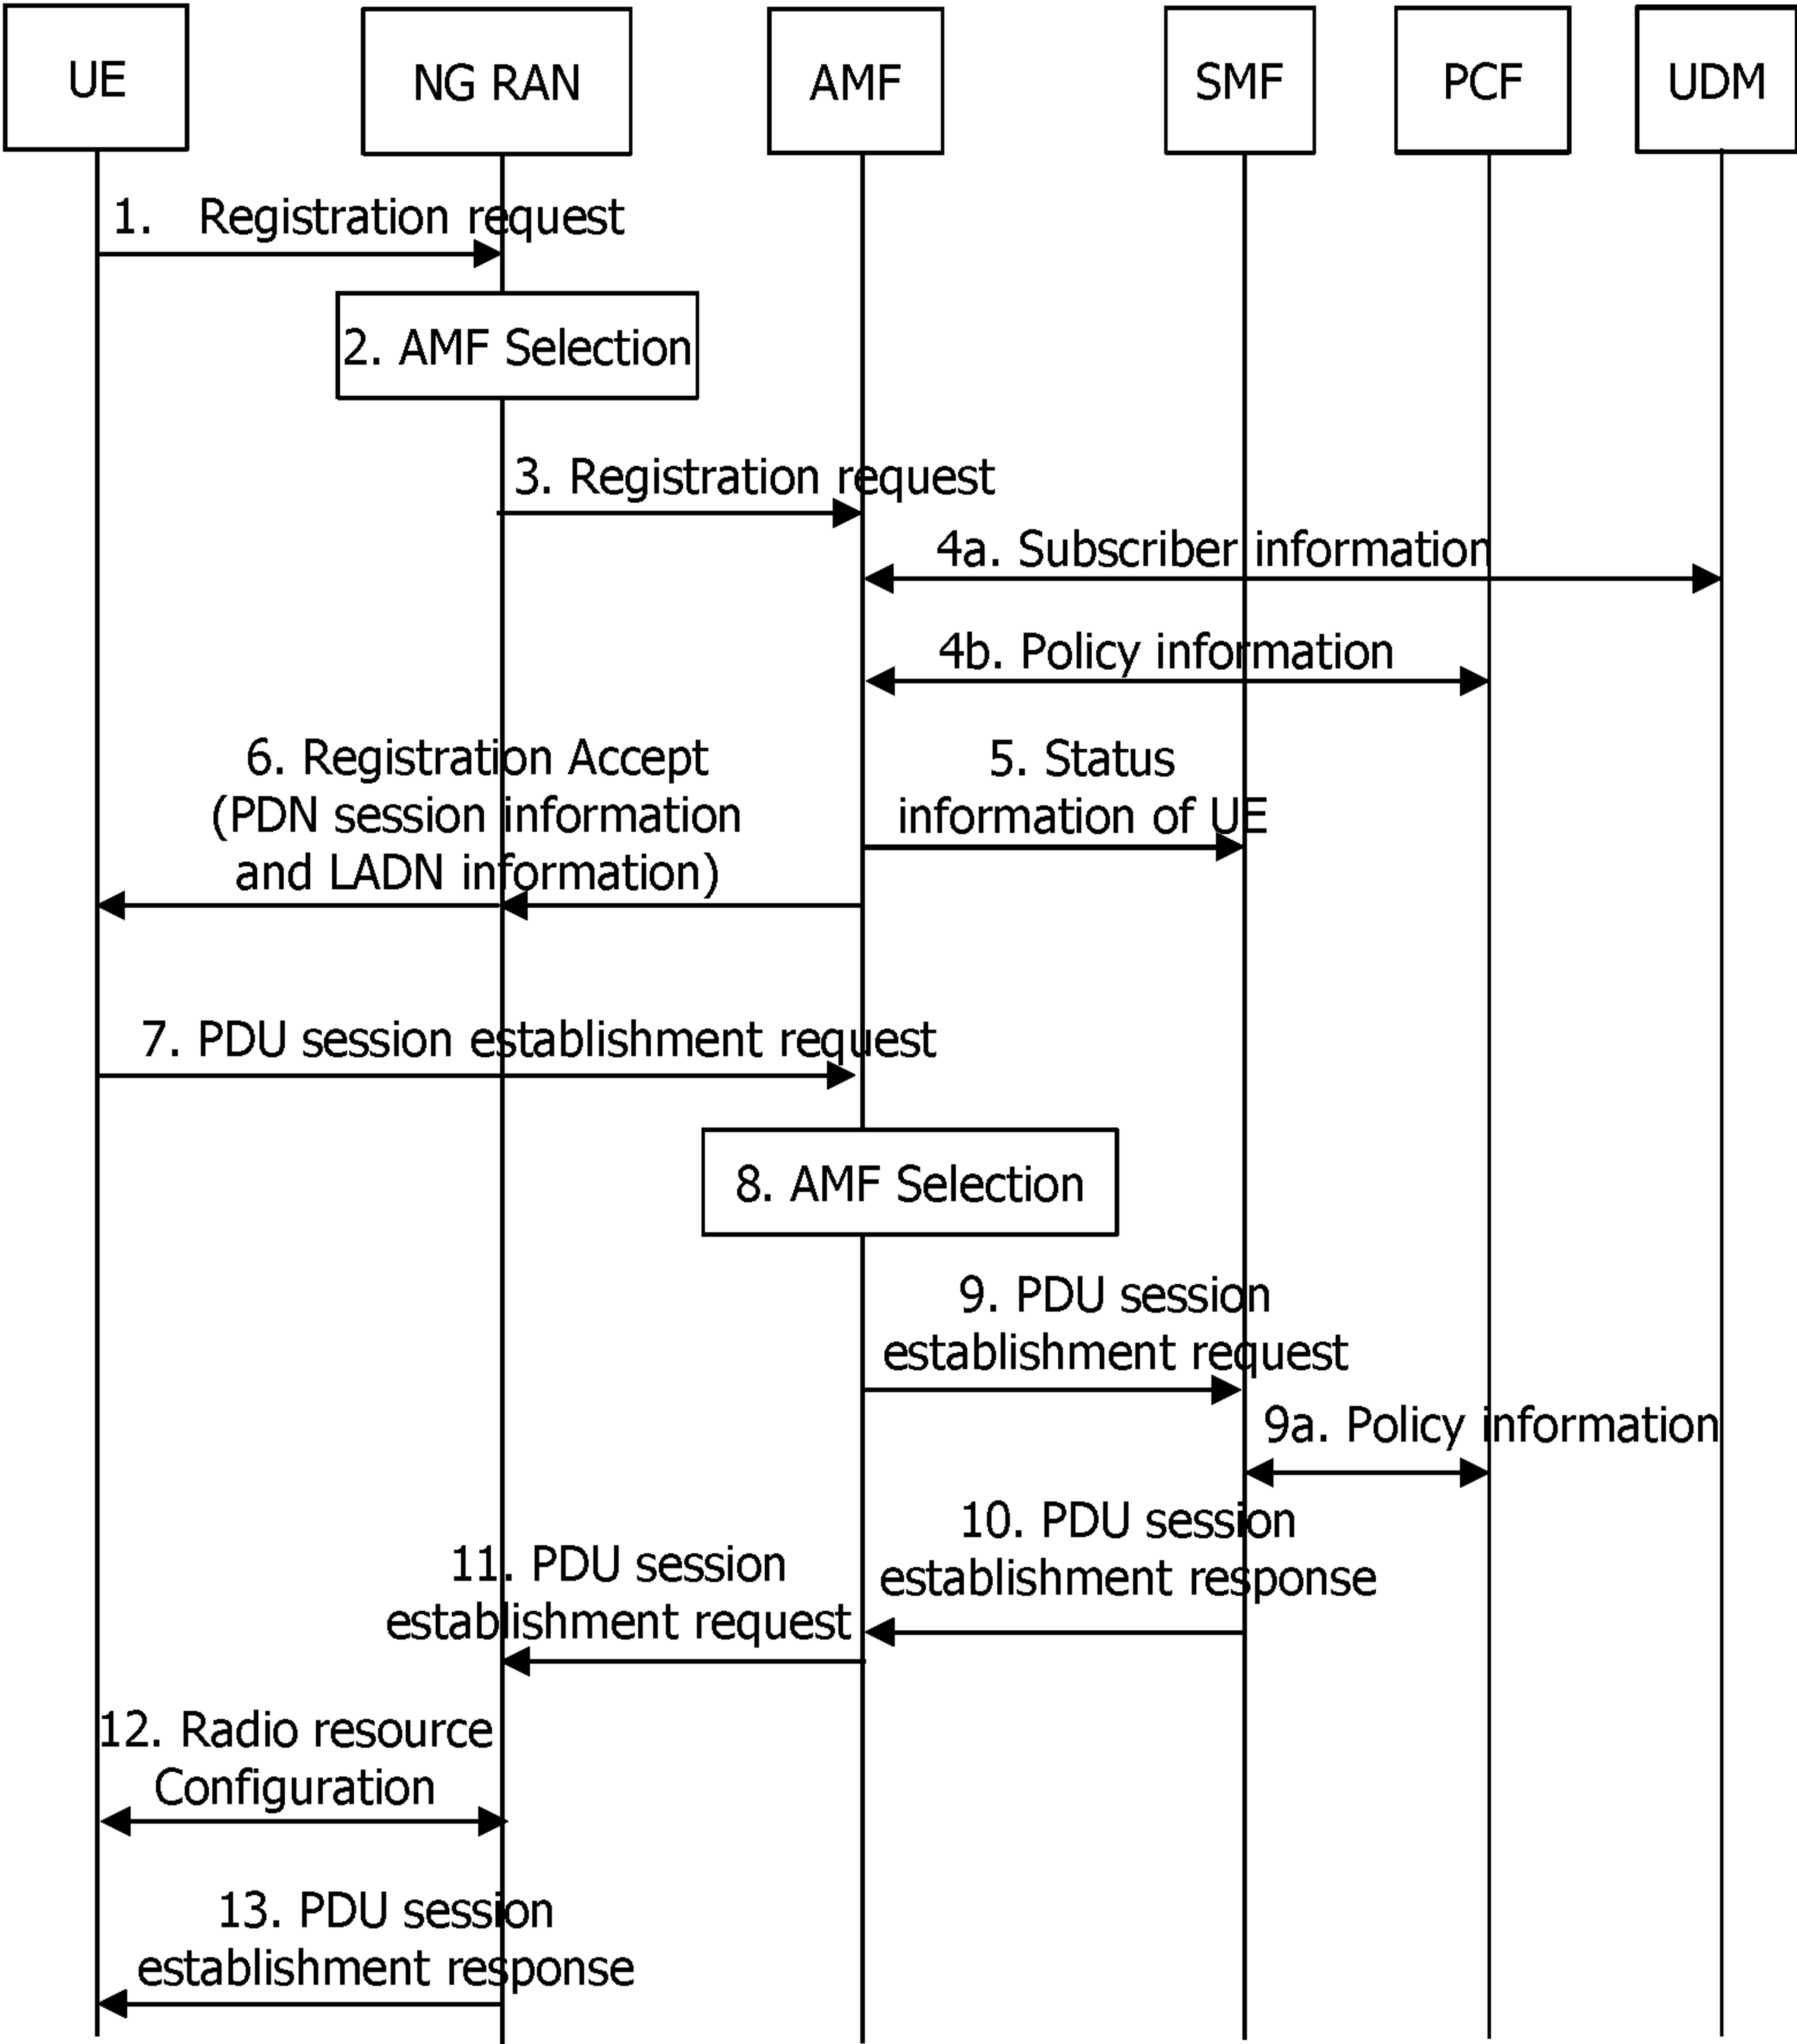 UE
NG RAN
AMF
SMF
PCF
UDM
1. Registration request
2. AMF Selection
3. Registration request
4a. Subscriber information
4b. Policy information
5. Status
information of UE
6. Registration Accept
(PDN session information
and LADN information)
7. PDU session establishment request
8. AMF Selection
9. PDU session
establishment request
9a. Policy information
10. PDU session
establishment response
11. PDU session
establishment request
12. Radio resource
Configuration
13. PDU session
establishment response